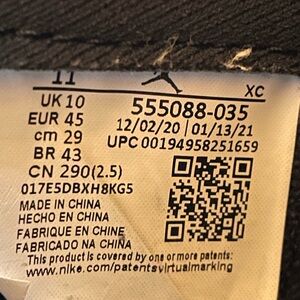 11 XC
UK 10 555088-035
EUR 45 12/02/20 | 01/13/21
cm 29 UPC 00194958251659
BR 43
CN 290(2.5)
017E5DBXH8KG5
MADE IN CHINA
HECHO EN CHINA
FABRIQUE EN CHINE
FABRICADO NA CHINA
This product is covered by one or more patents:
www.nike.com/patentsvirtualmarking